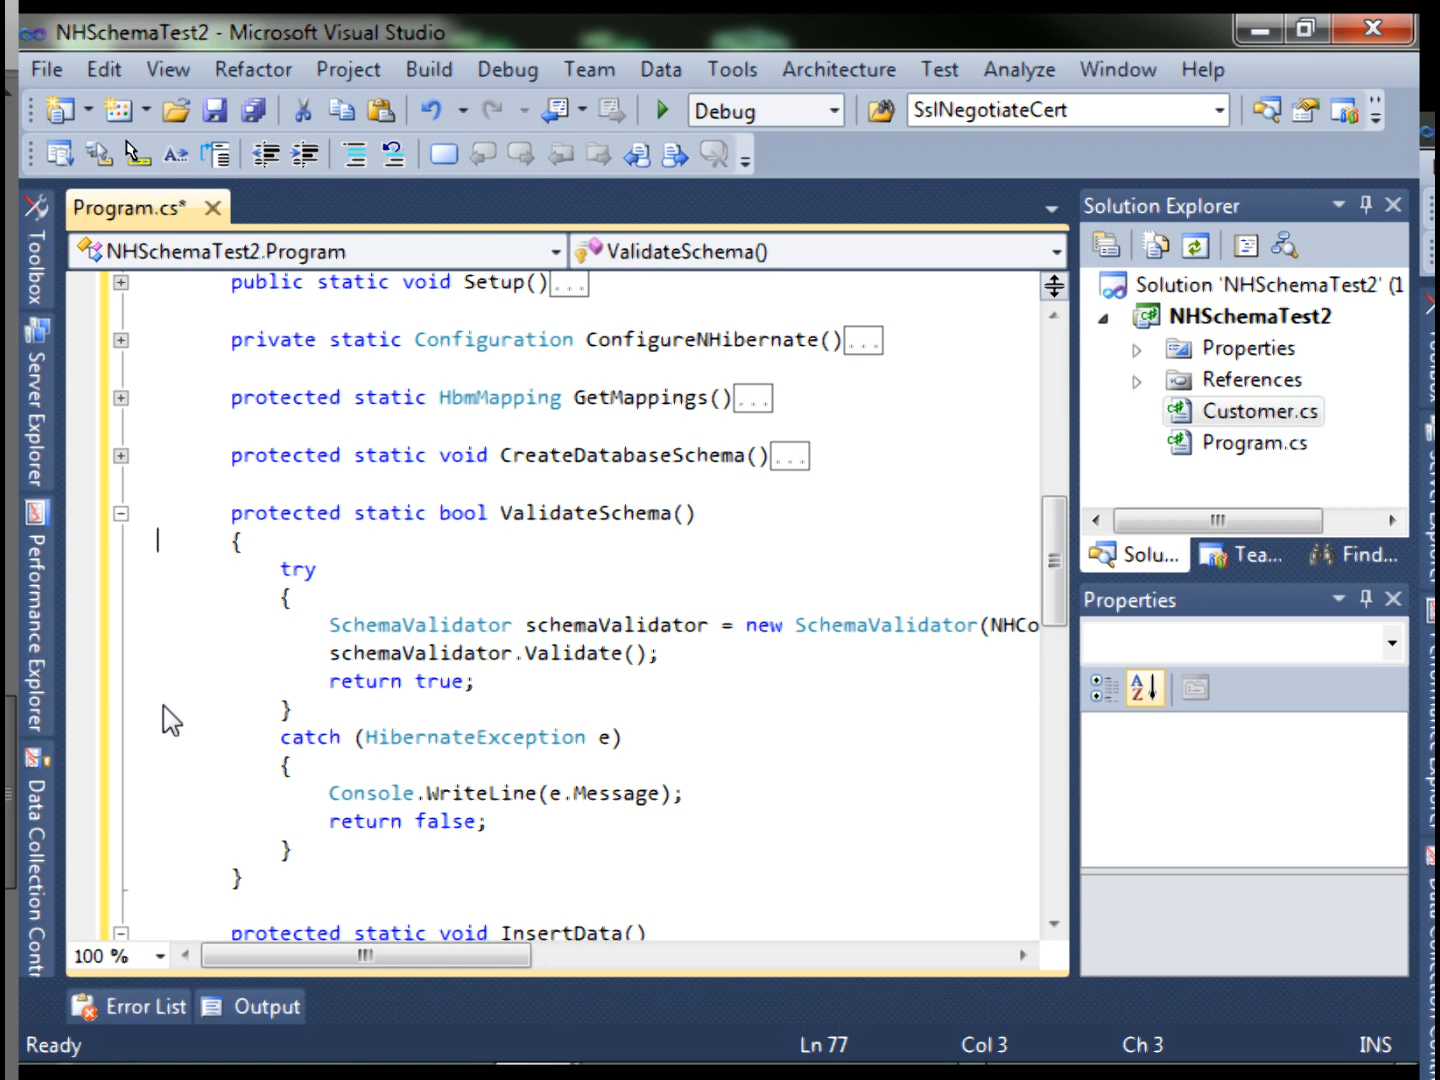 NHSchemaTest2 - Microsoft Visual Studio
File Edit View Refactor Project Build Debug Team Data Tools Architecture Test Analyze Window Help
Debug SslNegotiateCert
Program.cs*
Solution Explorer
NHSchemaTest2.Program ValidateSchema()
Toolbox
Server Explorer
Performance Explorer
Data Collection Contr
public static void Setup()...
private static Configuration ConfigureNHibernate()...
protected static HbmMapping GetMappings()...
protected static void CreateDatabaseSchema()...
protected static bool ValidateSchema()
{
try
{
SchemaValidator schemaValidator = new SchemaValidator(NHCo
schemaValidator.Validate();
return true;
}
catch (HibernateException e)
{
Console.WriteLine(e.Message);
return false;
}
}
protected static void InsertData()
100 %
Solution 'NHSchemaTest2' (1
NHSchemaTest2
Properties
References
Customer.cs
Program.cs
Solu... Tea... Find...
Properties
Error List Output
Ready Ln 77 Col 3 Ch 3 INS